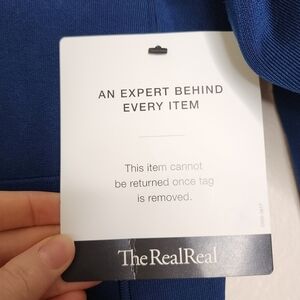 AN EXPERT BEHIND
EVERY ITEM
This item cannot
be returned once tag
is removed.
TheRealReal